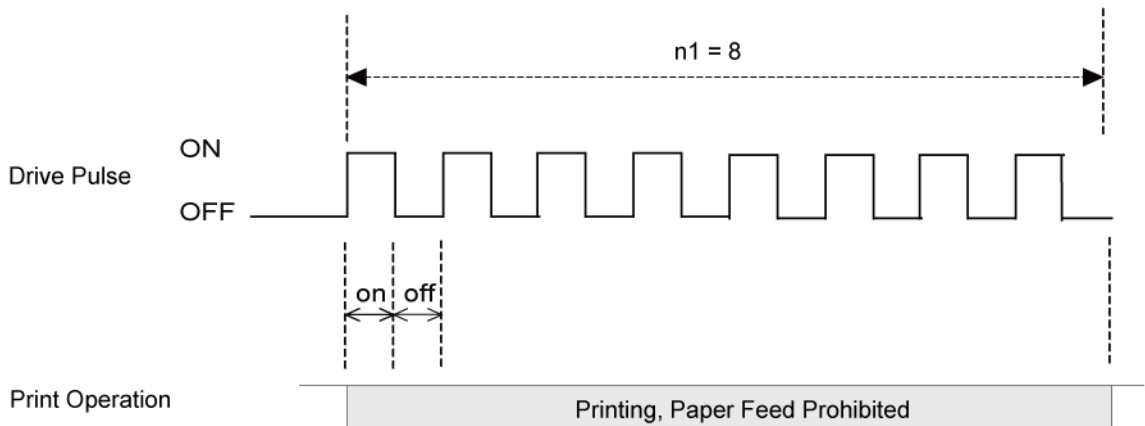 n1 = 8
ON
Drive Pulse
OFF
on off
Print Operation
Printing, Paper Feed Prohibited